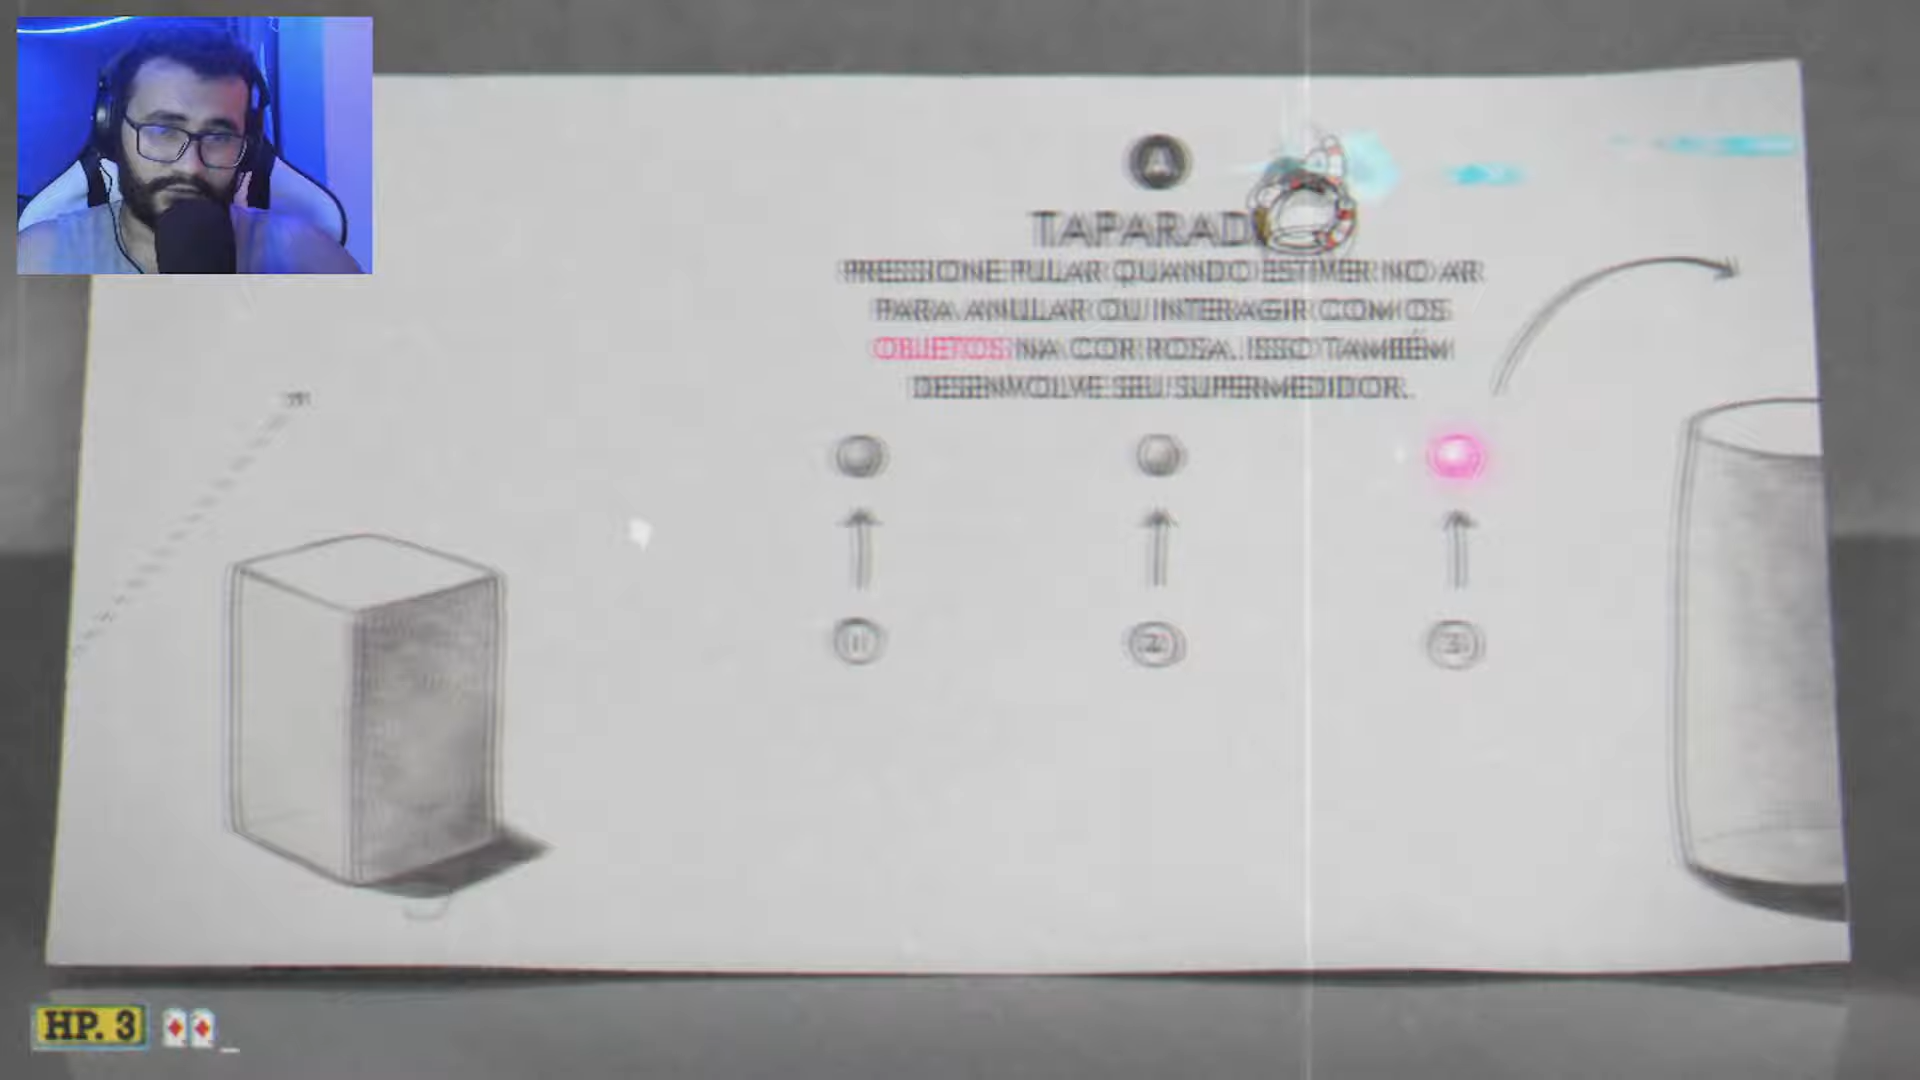 A
PRESSIONE PULAR QUANDO ESTIVER NO AR
PARA ANULAR OU INTERAGIR COM OS
OBJETOS NA COR ROSA. ISSO TAMBÉM
DESENVOLVE SEU SUPERMEDIDOR.
1 2 3
HP. 3